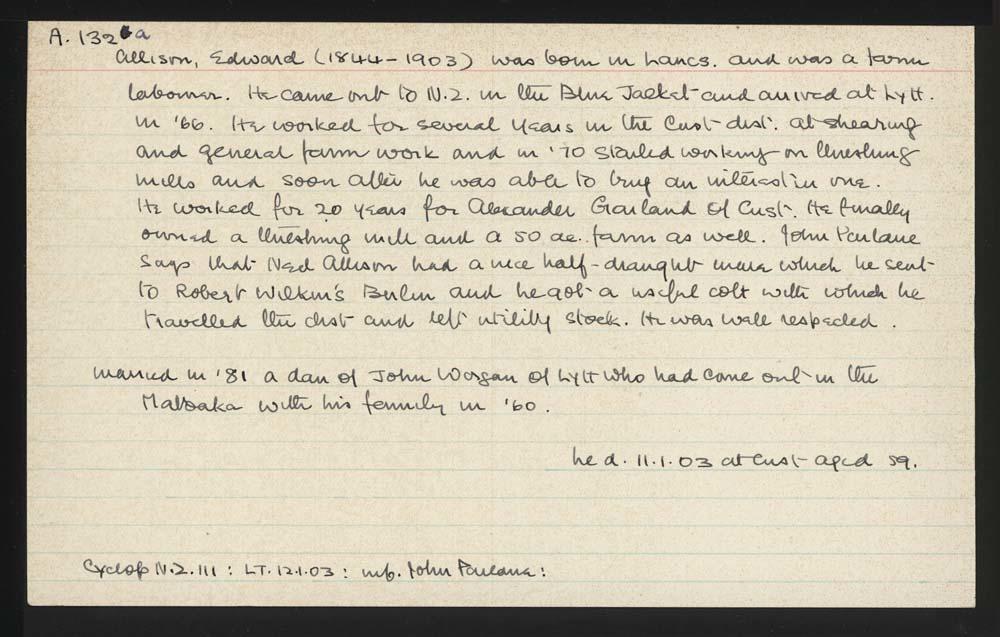 A. 132a
Allison, Edward (1844-1903) was born in Lancs. and was a farm
labourer. He came out to N.Z. in the Blue Jacket and arrived at Lytt.
in '66. He worked for several years in the Cust dist. at shearing
and general farm work and in '70 started working on threshing
mills and soon after he was able to buy an interest in one.
He worked for 20 years for Alexander Garland of Cust. He finally
owned a threshing mill and a 50 ac. farm as well. John Parlane
says that Ned Allison had a nice half-draught mare which he sent
to Robert Wilkin's Berlin and he got a useful colt with which he
travelled the dist and left utility stock. He was well respected.
Married in '81 a dau of John Worgan of Lytt who had come out in the
Matoaka with his family in '60.
he d. 11.1.03 at Cust aged 59.
Cyclop N.Z. III : LT. 12.1.03 : inf. John Parlane :